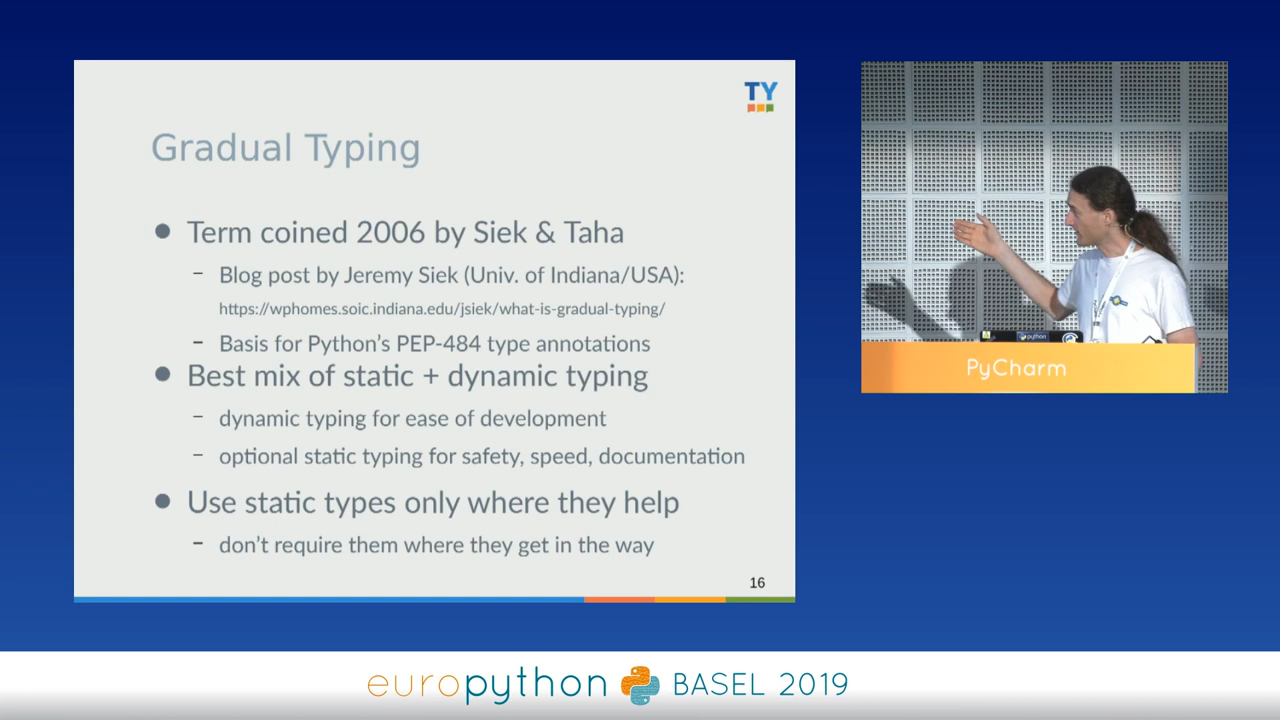 TY
Gradual Typing
● Term coined 2006 by Siek & Taha
– Blog post by Jeremy Siek (Univ. of Indiana/USA):
https://wphomes.soic.indiana.edu/jsiek/what-is-gradual-typing/
– Basis for Python's PEP-484 type annotations
● Best mix of static + dynamic typing
– dynamic typing for ease of development
– optional static typing for safety, speed, documentation
● Use static types only where they help
– don't require them where they get in the way
16
python
PyCharm
europython BASEL 2019